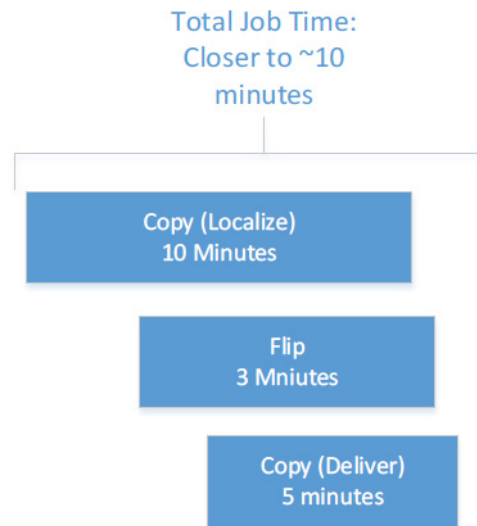 Total Job Time:
Closer to ~10
minutes
Copy (Localize)
10 Minutes
Flip
3 Mniutes
Copy (Deliver)
5 minutes